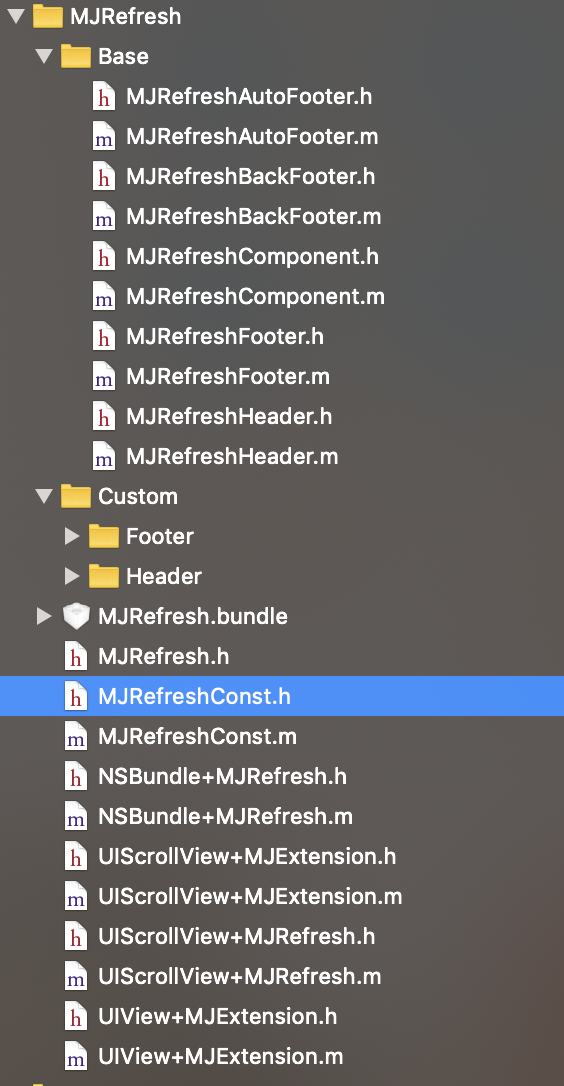 MJRefresh
Base
h MJRefreshAutoFooter.h
m MJRefreshAutoFooter.m
h MJRefreshBackFooter.h
m MJRefreshBackFooter.m
h MJRefreshComponent.h
m MJRefreshComponent.m
h MJRefreshFooter.h
m MJRefreshFooter.m
h MJRefreshHeader.h
m MJRefreshHeader.m
Custom
Footer
Header
MJRefresh.bundle
h MJRefresh.h
h MJRefreshConst.h
m MJRefreshConst.m
h NSBundle+MJRefresh.h
m NSBundle+MJRefresh.m
h UIScrollView+MJExtension.h
m UIScrollView+MJExtension.m
h UIScrollView+MJRefresh.h
m UIScrollView+MJRefresh.m
h UIView+MJExtension.h
m UIView+MJExtension.m